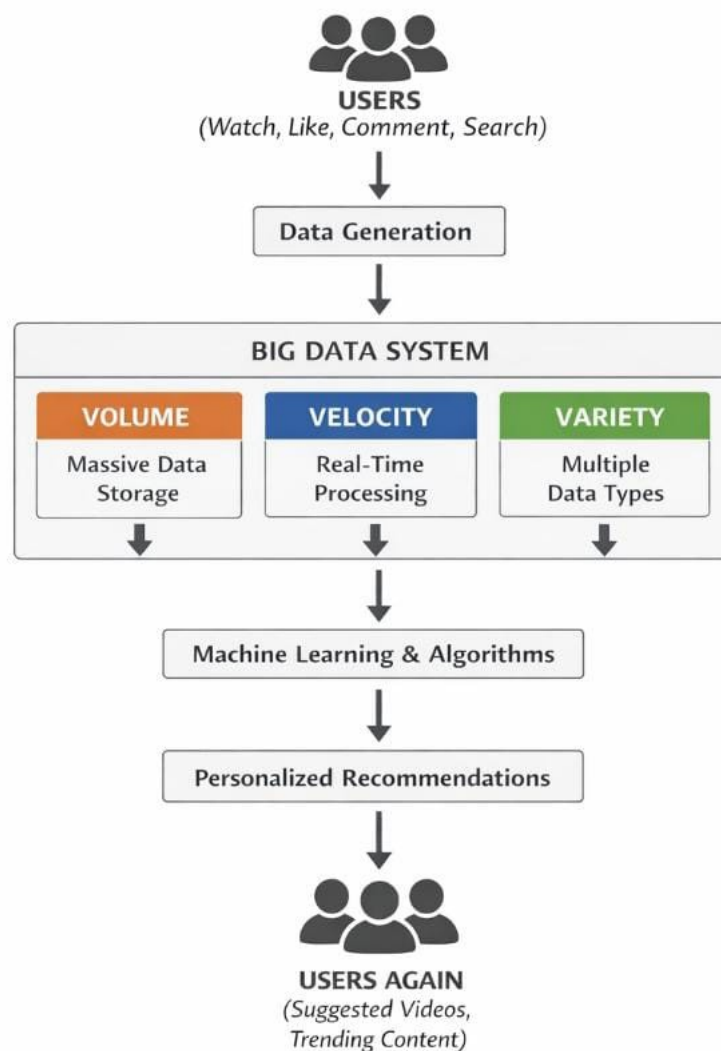 USERS
(Watch, Like, Comment, Search)
Data Generation
BIG DATA SYSTEM
VOLUME
Massive Data
Storage
VELOCITY
Real-Time
Processing
VARIETY
Multiple
Data Types
Machine Learning & Algorithms
Personalized Recommendations
USERS AGAIN
(Suggested Videos,
Trending Content)